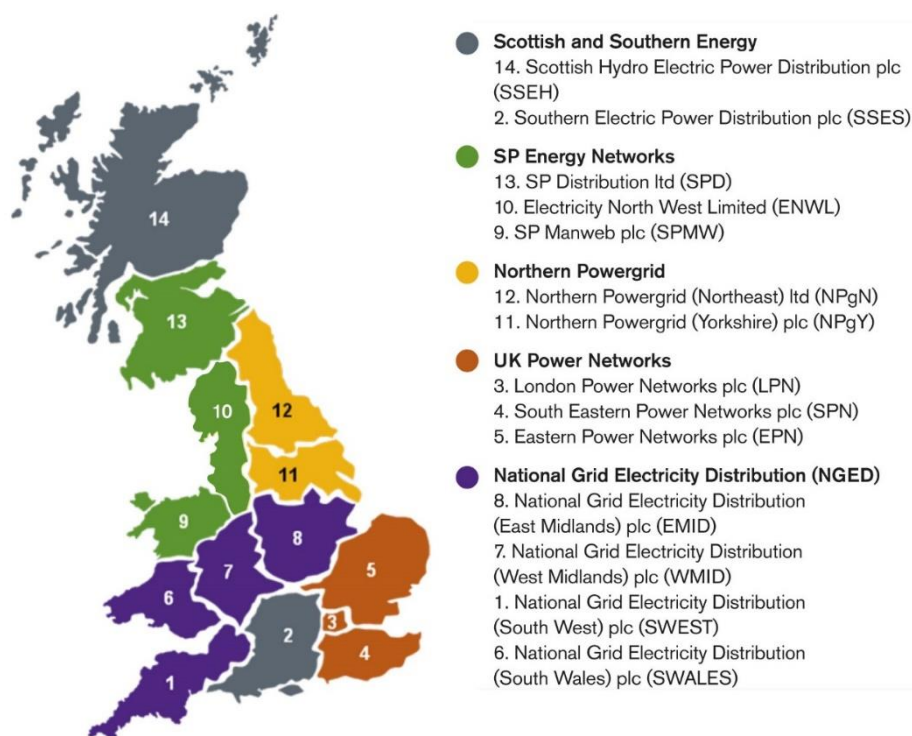 14
13
12
10
11
9
8
7
5
6
3
2
4
1
Scottish and Southern Energy
14. Scottish Hydro Electric Power Distribution plc
(SSEH)
2. Southern Electric Power Distribution plc (SSES)
SP Energy Networks
13. SP Distribution ltd (SPD)
10. Electricity North West Limited (ENWL)
9. SP Manweb plc (SPMW)
Northern Powergrid
12. Northern Powergrid (Northeast) ltd (NPgN)
11. Northern Powergrid (Yorkshire) plc (NPgY)
UK Power Networks
3. London Power Networks plc (LPN)
4. South Eastern Power Networks plc (SPN)
5. Eastern Power Networks plc (EPN)
National Grid Electricity Distribution (NGED)
8. National Grid Electricity Distribution
(East Midlands) plc (EMID)
7. National Grid Electricity Distribution
(West Midlands) plc (WMID)
1. National Grid Electricity Distribution
(South West) plc (SWEST)
6. National Grid Electricity Distribution
(South Wales) plc (SWALES)